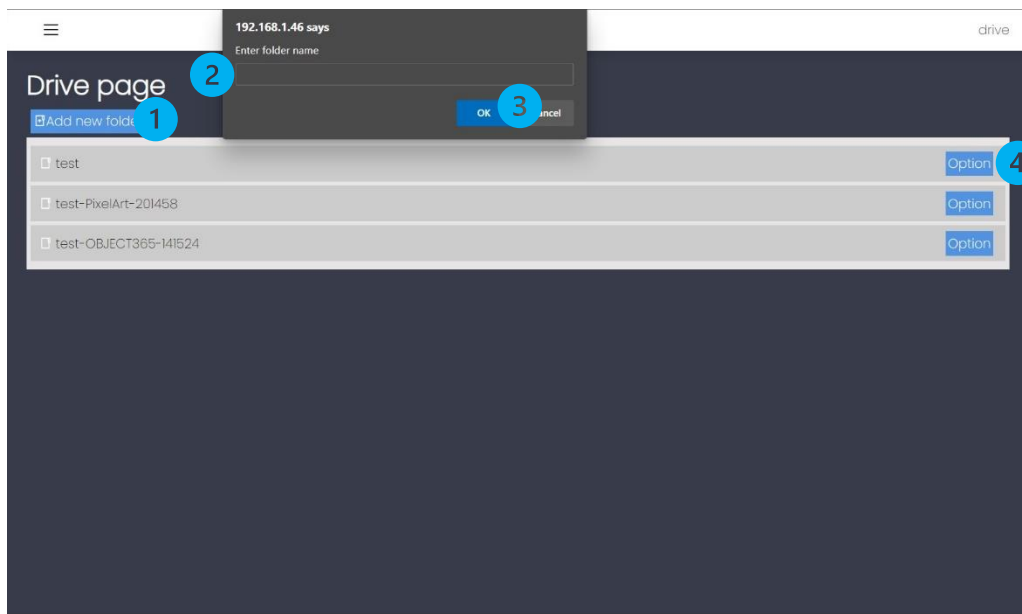 192.168.1.46 says
drive
Enter folder name
2
Drive page
OK
3
ancel
Add new folde
1
test
Option
4
test-PixelArt-201458
Option
test-OBJECT365-141524
Option